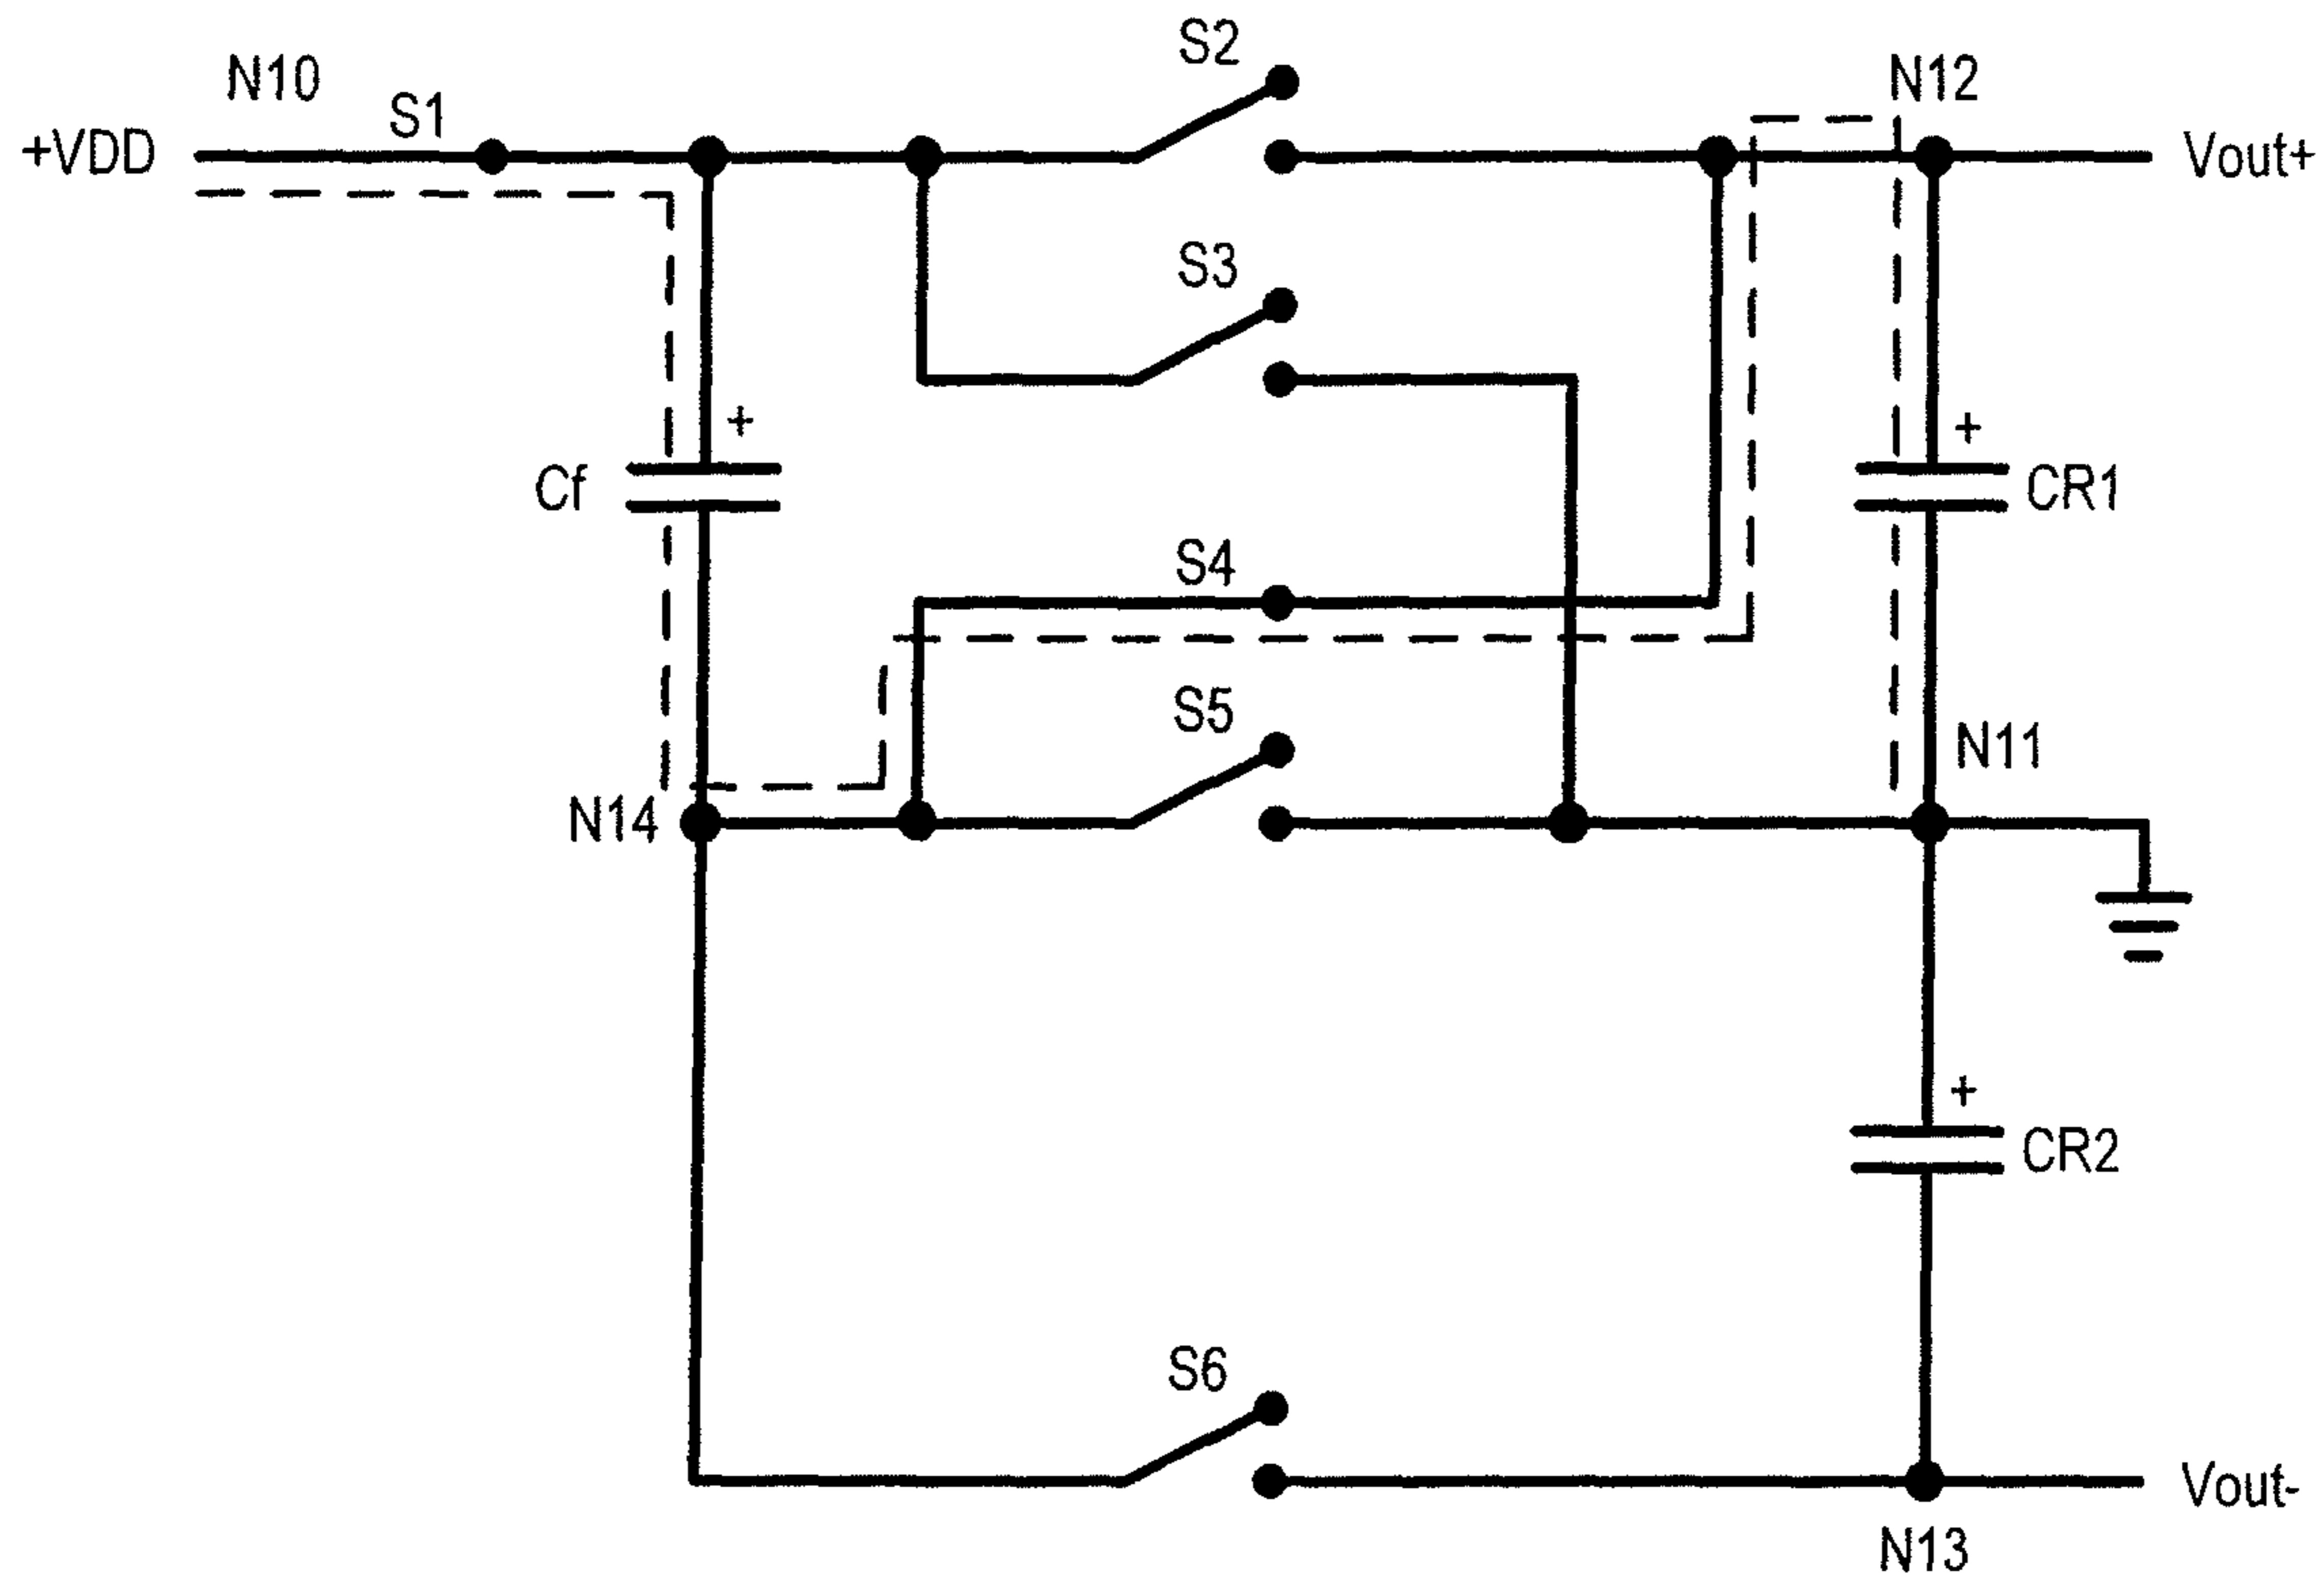 S2
N10
N12
S1
+VDD
Vout+
S3
+
+
Cf
CR1
S4
S5
N11
N14
+
CR2
S6
Vout-
N13